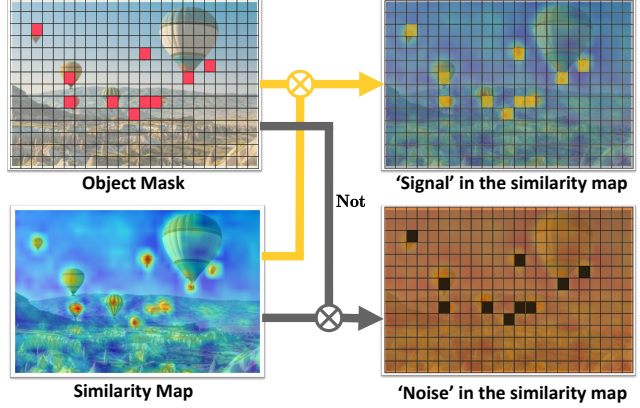 Object Mask
'Signal' in the similarity map
Not
Similarity Map
'Noise' in the similarity map